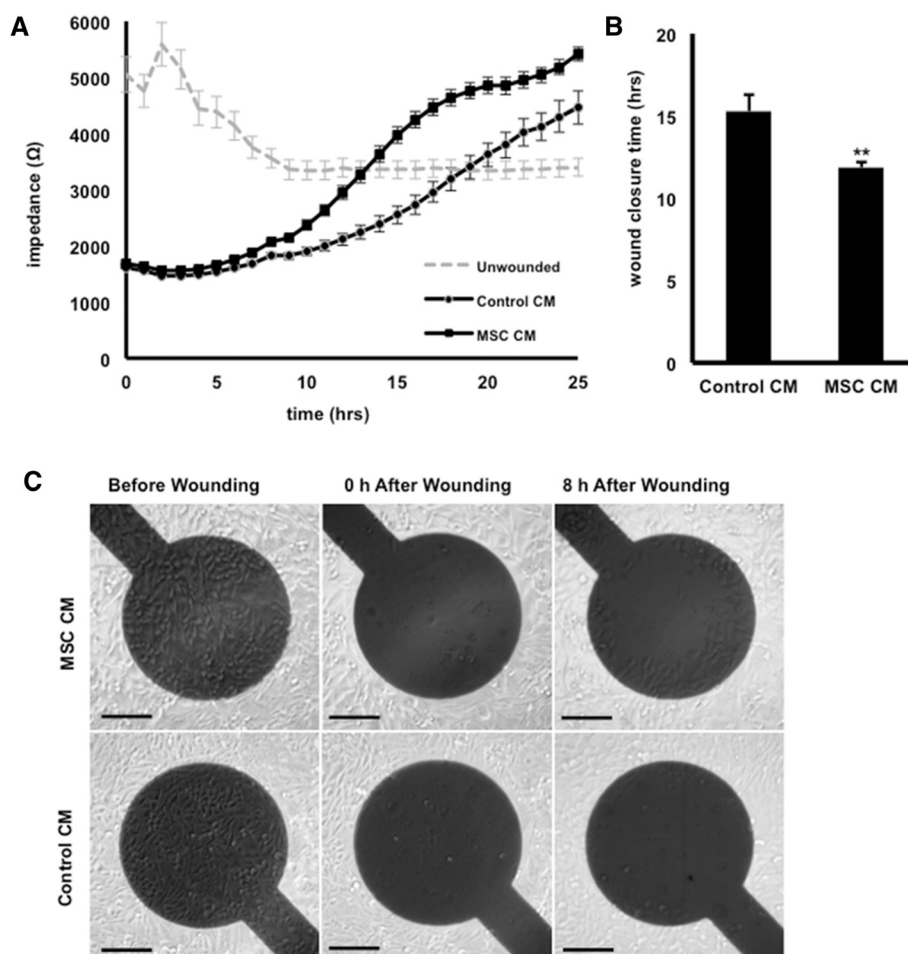 A
6000
5000
4000
3000
2000
1000
0
impedance (Ω)
0 5 10 15 20 25
time (hrs)
Unwounded
Control CM
MSC CM
B
20
15
10
5
0
wound closure time (hrs)
**
Control CM MSC CM
C
Before Wounding 0 h After Wounding 8 h After Wounding
MSC CM
Control CM